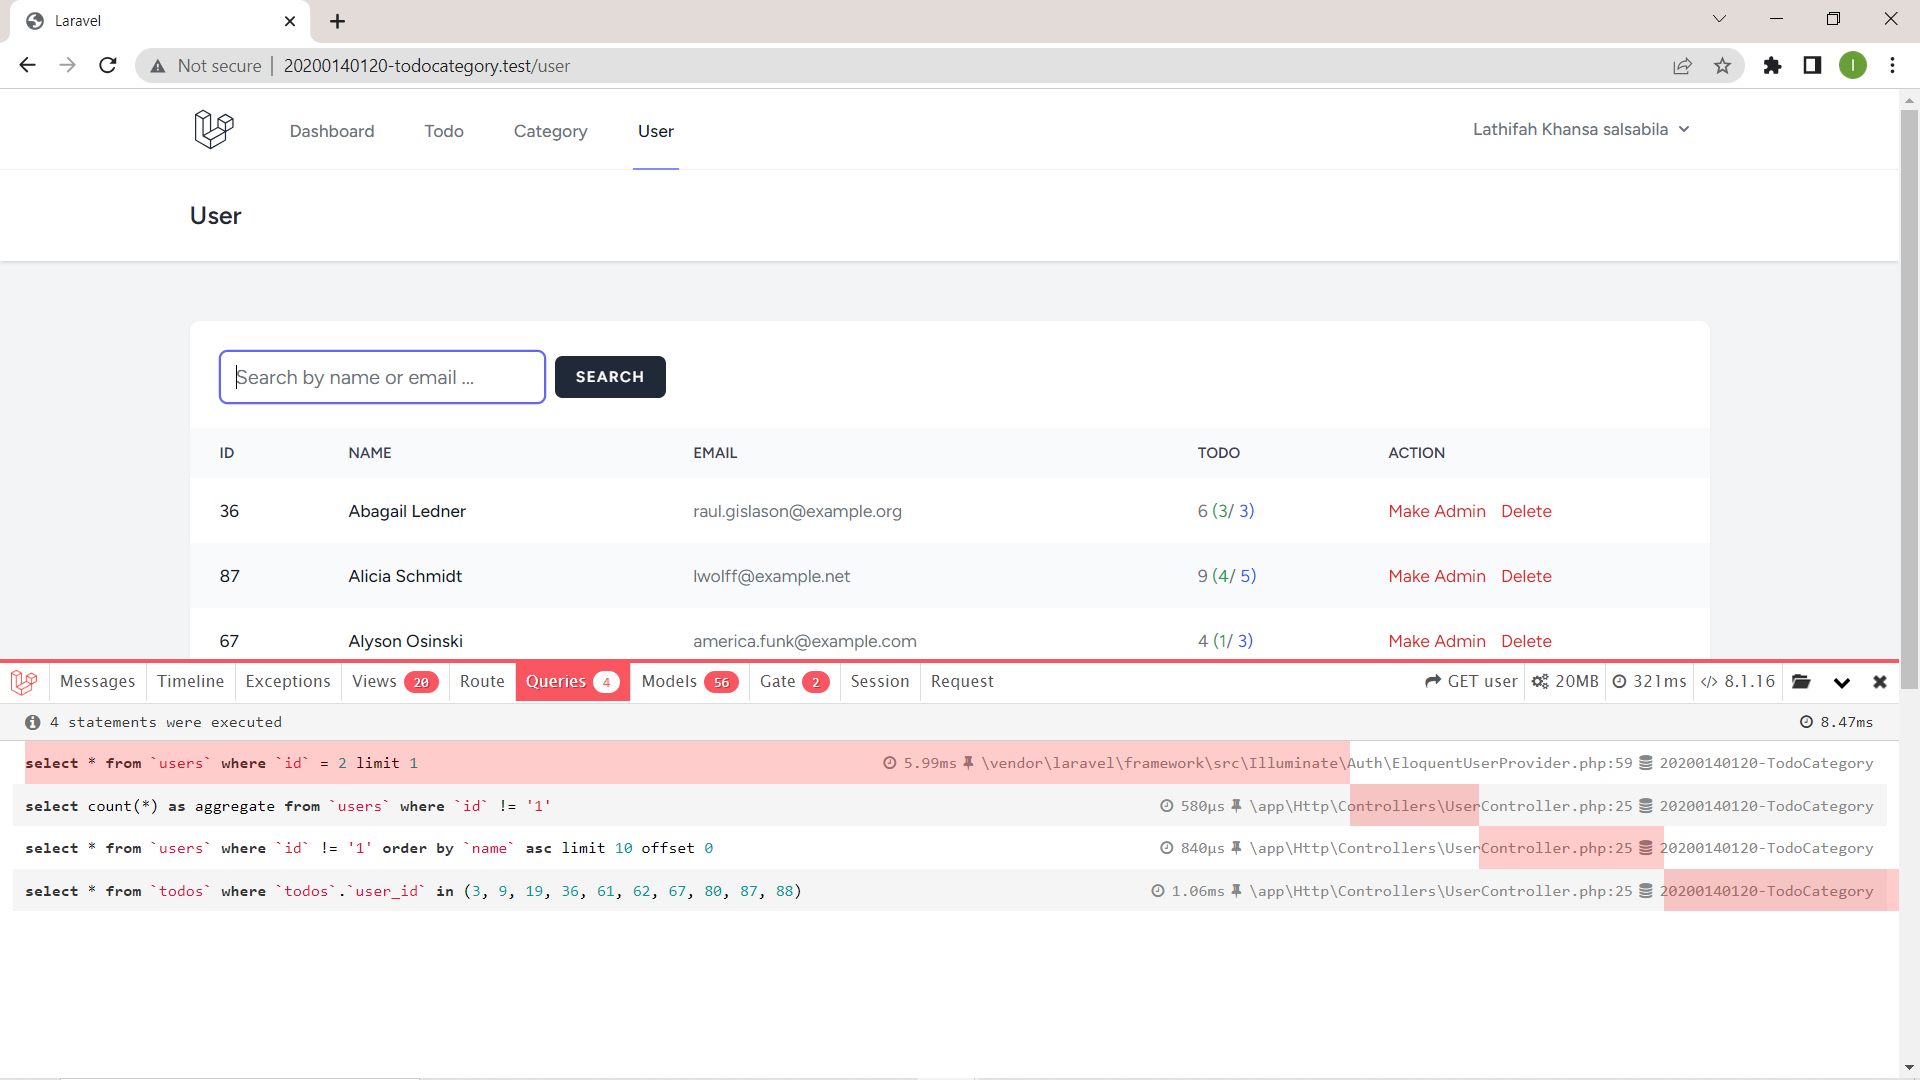 Laravel
Not secure | 20200140120-todocategory.test/user
I
Dashboard Todo Category User Lathifah Khansa salsabila
User
Search by name or email ... SEARCH
ID NAME EMAIL TODO ACTION
36 Abagail Ledner raul.gislason@example.org 6 (3/ 3) Make Admin Delete
87 Alicia Schmidt lwolff@example.net 9 (4/ 5) Make Admin Delete
67 Alyson Osinski america.funk@example.com 4 (1/ 3) Make Admin Delete
Messages Timeline Exceptions Views 20 Route Queries 4 Models 56 Gate 2 Session Request GET user 20MB 321ms </> 8.1.16
4 statements were executed 8.47ms
select * from `users` where `id` = 2 limit 1 5.99ms \vendor\laravel\framework\src\Illuminate\Auth\EloquentUserProvider.php:59 20200140120-TodoCategory
select count(*) as aggregate from `users` where `id` != '1' 580μs \app\Http\Controllers\UserController.php:25 20200140120-TodoCategory
select * from `users` where `id` != '1' order by `name` asc limit 10 offset 0 840μs \app\Http\Controllers\UserController.php:25 20200140120-TodoCategory
select * from `todos` where `todos`.`user_id` in (3, 9, 19, 36, 61, 62, 67, 80, 87, 88) 1.06ms \app\Http\Controllers\UserController.php:25 20200140120-TodoCategory